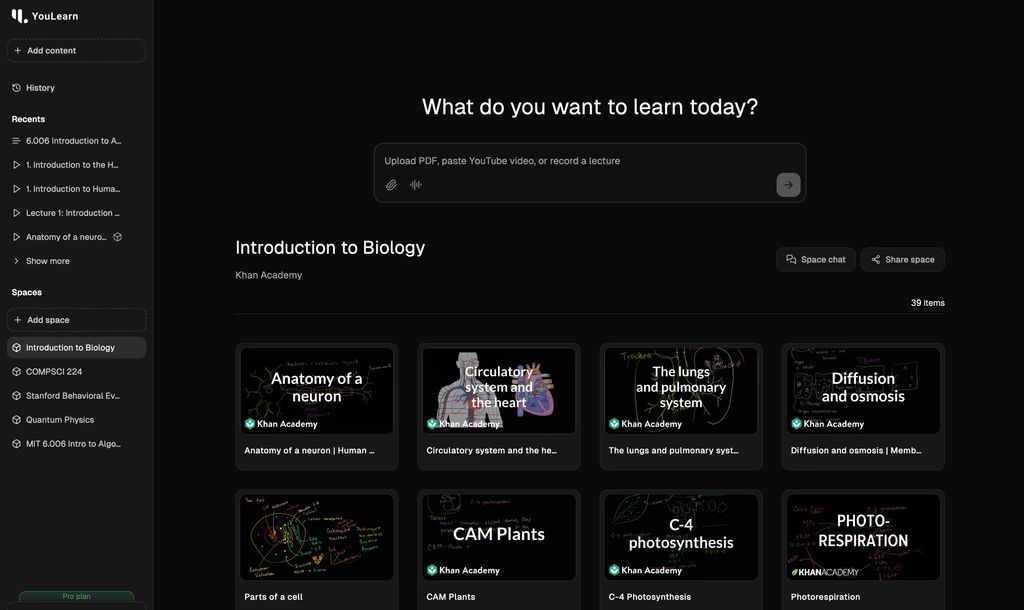 YouLearn
Add content
History
Recents
6.006 Introduction to A...
1. Introduction to the H...
1. Introduction to Huma...
Lecture 1: Introduction ...
Anatomy of a neuro...
Show more
Spaces
Add space
Introduction to Biology
COMPSCI 224
Stanford Behavioral Ev...
Quantum Physics
MIT 6.006 Intro to Algo...
Pro plan
What do you want to learn today?
Upload PDF, paste YouTube video, or record a lecture
Introduction to Biology
Khan Academy
Space chat
Share space
39 items
Anatomy of a
neuron
Khan Academy
Anatomy of a neuron | Human ...
Circulatory
system and
the heart
Khan Academy
Circulatory system and the he...
Trached
The lungs
and pulmonary
system
Khan Academy
The lungs and pulmonary syst...
Diffusion
and osmosis
Khan Academy
Diffusion and osmosis | Memb...
Parts of a cell
CAM Plants
Khan Academy
CAM Plants
C-4
photosynthesis
Khan Academy
C-4 Photosynthesis
PHOTO-
RESPIRATION
KHANACADEMY
Photorespiration